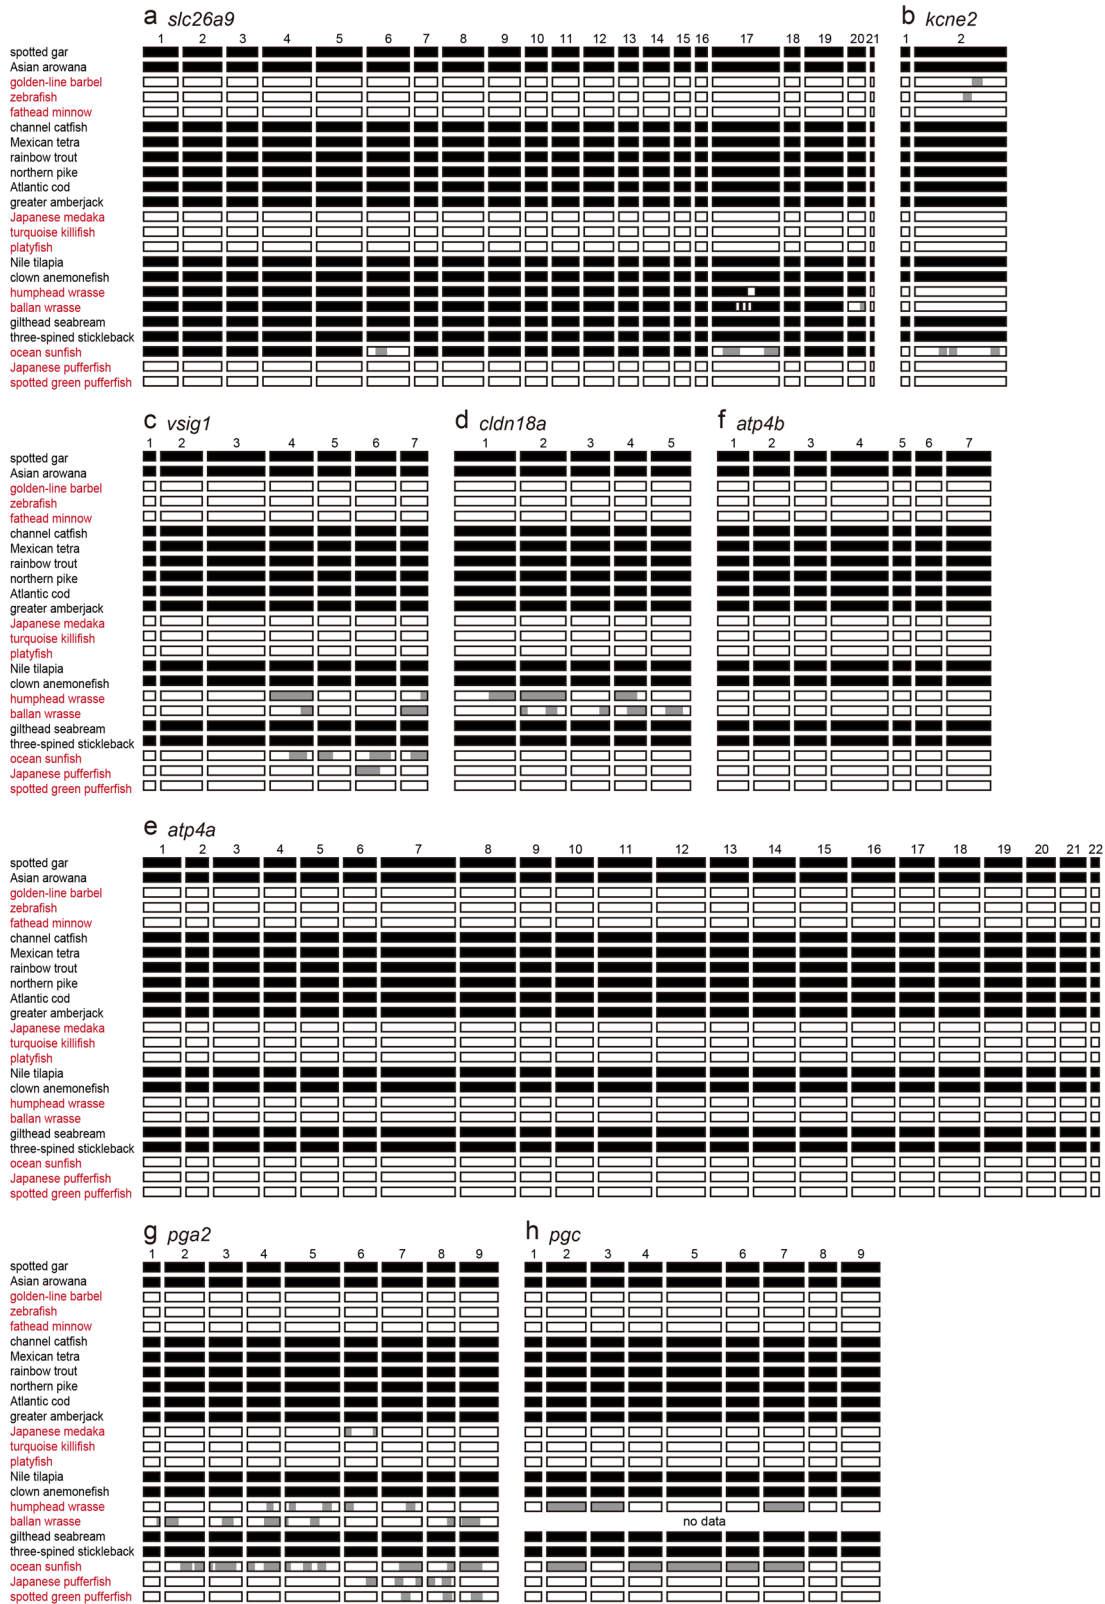 a slc26a9 b kcne2
1 2 3 4 5 6 7 8 9 10 11 12 13 14 15 16 17 18 19 20 21 1 2
spotted gar
Asian arowana
golden-line barbel
zebrafish
fathead minnow
channel catfish
Mexican tetra
rainbow trout
northern pike
Atlantic cod
greater amberjack
Japanese medaka
turquoise killifish
platyfish
Nile tilapia
clown anemonefish
humphead wrasse
ballan wrasse
gilthead seabream
three-spined stickleback
ocean sunfish
Japanese pufferfish
spotted green pufferfish
c vsig1 d cldn18a f atp4b
1 2 3 4 5 6 7 1 2 3 4 5 1 2 3 4 5 6 7
spotted gar
Asian arowana
golden-line barbel
zebrafish
fathead minnow
channel catfish
Mexican tetra
rainbow trout
northern pike
Atlantic cod
greater amberjack
Japanese medaka
turquoise killifish
platyfish
Nile tilapia
clown anemonefish
humphead wrasse
ballan wrasse
gilthead seabream
three-spined stickleback
ocean sunfish
Japanese pufferfish
spotted green pufferfish
e atp4a
1 2 3 4 5 6 7 8 9 10 11 12 13 14 15 16 17 18 19 20 21 22
spotted gar
Asian arowana
golden-line barbel
zebrafish
fathead minnow
channel catfish
Mexican tetra
rainbow trout
northern pike
Atlantic cod
greater amberjack
Japanese medaka
turquoise killifish
platyfish
Nile tilapia
clown anemonefish
humphead wrasse
ballan wrasse
gilthead seabream
three-spined stickleback
ocean sunfish
Japanese pufferfish
spotted green pufferfish
g pga2 h pgc
1 2 3 4 5 6 7 8 9 1 2 3 4 5 6 7 8 9
spotted gar
Asian arowana
golden-line barbel
zebrafish
fathead minnow
channel catfish
Mexican tetra
rainbow trout
northern pike
Atlantic cod
greater amberjack
Japanese medaka
turquoise killifish
platyfish
Nile tilapia
clown anemonefish
humphead wrasse
ballan wrasse no data
gilthead seabream
three-spined stickleback
ocean sunfish
Japanese pufferfish
spotted green pufferfish